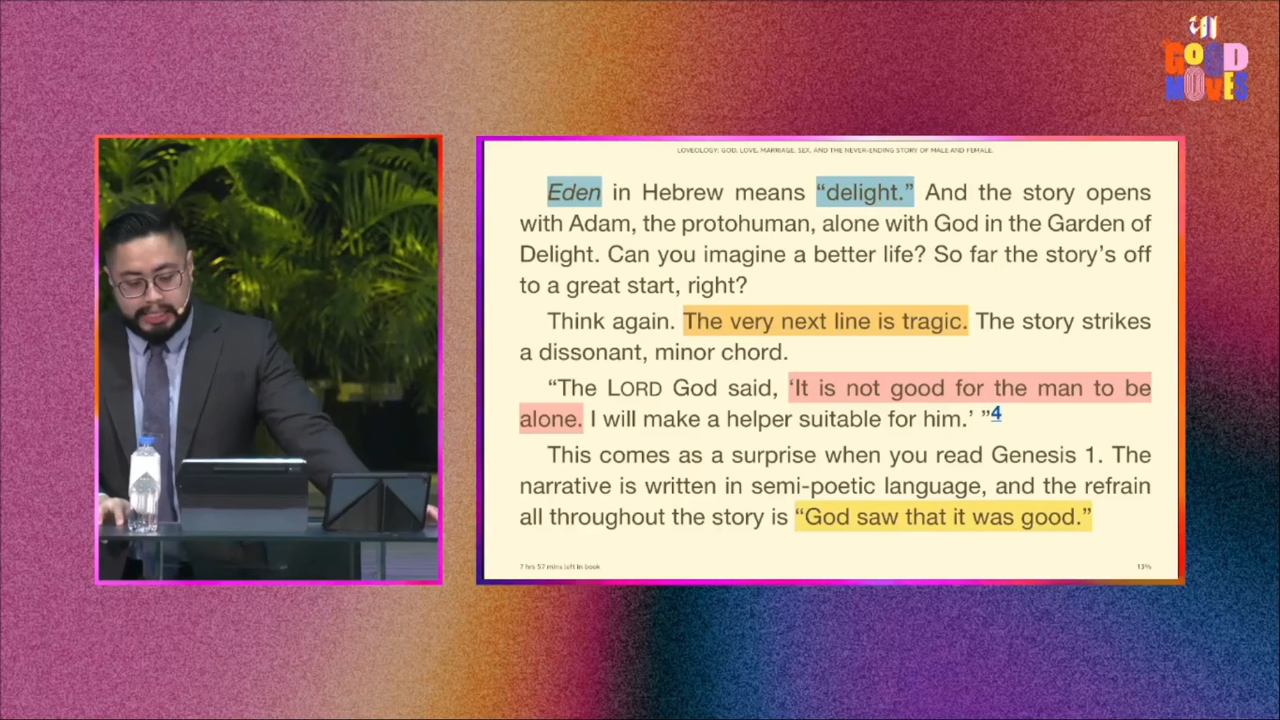 GOOD
MOVES
LOVEOLOGY: GOD, LOVE, MARRIAGE, SEX, AND THE NEVER-ENDING STORY OF MALE AND FEMALE.
Eden in Hebrew means “delight.” And the story opens
with Adam, the protohuman, alone with God in the Garden of
Delight. Can you imagine a better life? So far the story’s off
to a great start, right?
Think again. The very next line is tragic. The story strikes
a dissonant, minor chord.
“The LORD God said, ‘It is not good for the man to be
alone. I will make a helper suitable for him.’ ”4
This comes as a surprise when you read Genesis 1. The
narrative is written in semi-poetic language, and the refrain
all throughout the story is “God saw that it was good.”
7 hrs 57 mins left in book
13%